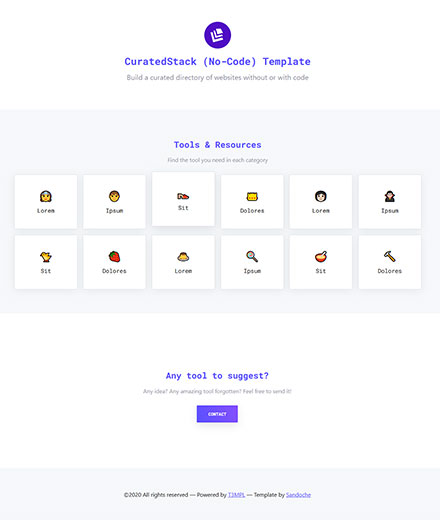 CuratedStack (No-Code) Template
Build a curated directory of websites without or with code
Tools & Resources
Find the tool you need in each category
Lorem Ipsum Sit Dolores Lorem Ipsum
Sit Dolores Lorem Ipsum Sit Dolores
Any tool to suggest?
Any idea? Any amazing tool forgotten? Feel free to send it!
CONTACT
©2020 All rights reserved — Powered by T3MPL — Template by Sandoche